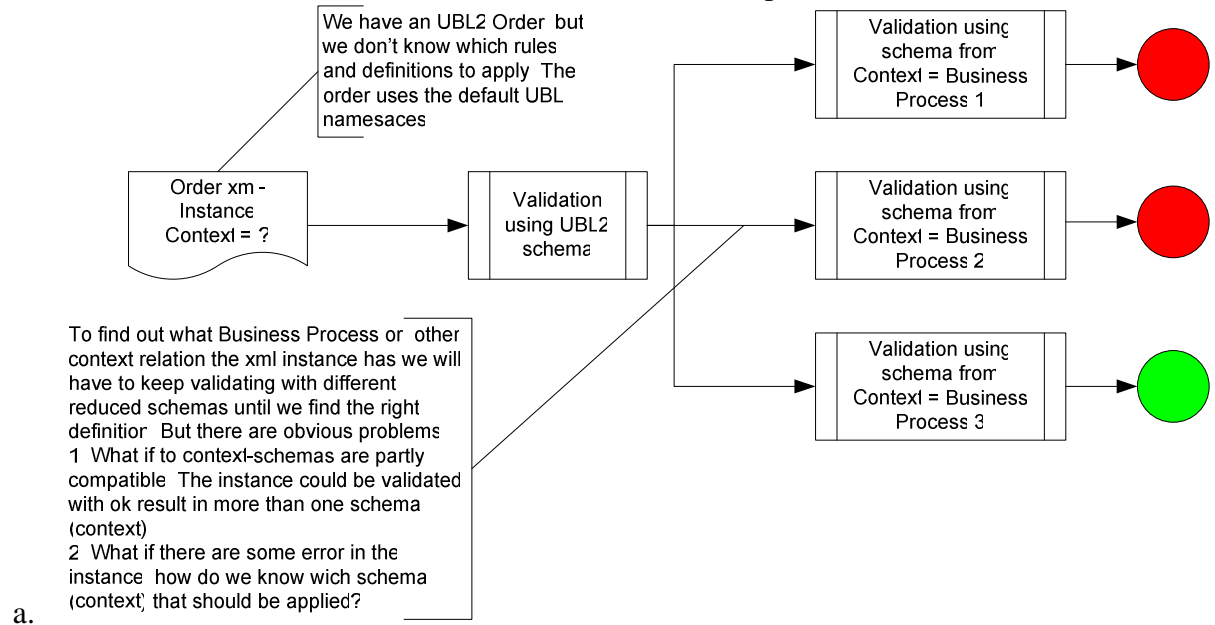 We have an UBL2 Order but
we don't know which rules
and definitions to apply The
order uses the default UBL
namesaces
Order xm -
Instance
Context = ?
Validation
using UBL2
schema
Validation using
schema from
Context = Business
Process 1
Validation using
schema from
Context = Business
Process 2
Validation using
schema from
Context = Business
Process 3
To find out what Business Process or other
context relation the xml instance has we will
have to keep validating with different
reduced schemas until we find the right
definition But there are obvious problems
1 What if to context-schemas are partly
compatible The instance could be validated
with ok result in more than one schema
(context)
2 What if there are some error in the
instance how do we know wich schema
(context) that should be applied?
a.